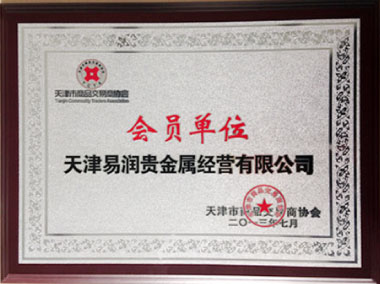 天津市商品交易商协会
Tianjin Commodity Traders Association
会员单位
天津易润贵金属经营有限公司
天津市商品交易商协会
二〇一三年七月